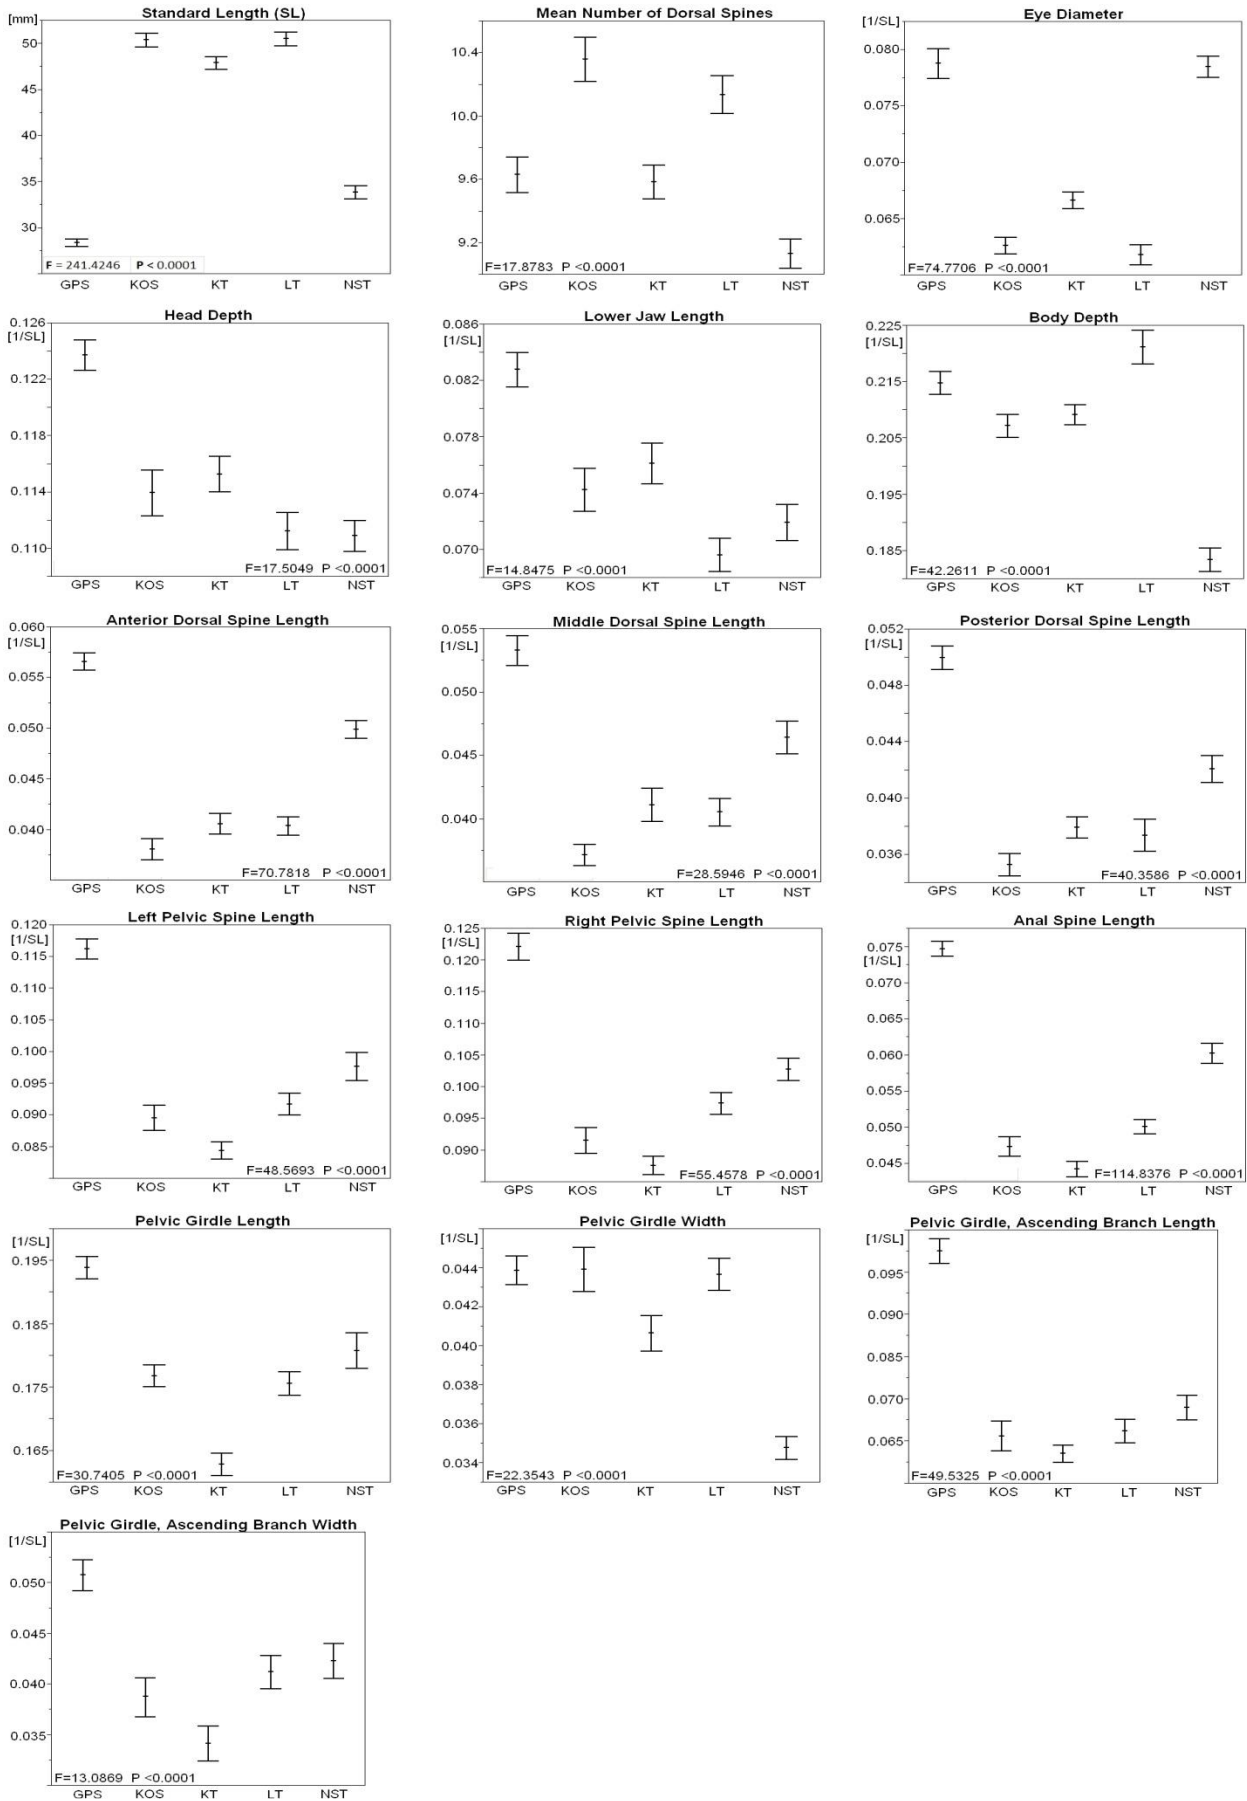 Standard Length (SL)
[mm]
50
45
40
35
30
F = 241.4246 P < 0.0001
GPS KOS KT LT NST
Mean Number of Dorsal Spines
10.4
10.0
9.6
9.2
F=17.8783 P <0.0001
GPS KOS KT LT NST
Eye Diameter
[1/SL]
0.080
0.075
0.070
0.065
F=74.7706 P <0.0001
GPS KOS KT LT NST
Head Depth
0.126
[1/SL]
0.122
0.118
0.114
0.110
F=17.5049 P <0.0001
GPS KOS KT LT NST
Lower Jaw Length
0.086
[1/SL]
0.082
0.078
0.074
0.070
F=14.8475 P <0.0001
GPS KOS KT LT NST
Body Depth
0.225
[1/SL]
0.215
0.205
0.195
0.185
F=42.2611 P <0.0001
GPS KOS KT LT NST
Anterior Dorsal Spine Length
0.060
[1/SL]
0.055
0.050
0.045
0.040
F=70.7818 P <0.0001
GPS KOS KT LT NST
Middle Dorsal Spine Length
0.055
[1/SL]
0.050
0.045
0.040
F=28.5946 P <0.0001
GPS KOS KT LT NST
Posterior Dorsal Spine Length
0.052
[1/SL]
0.048
0.044
0.040
0.036
F=40.3586 P <0.0001
GPS KOS KT LT NST
Left Pelvic Spine Length
0.120
[1/SL]
0.115
0.110
0.105
0.100
0.095
0.090
0.085
F=48.5693 P <0.0001
GPS KOS KT LT NST
Right Pelvic Spine Length
0.125
[1/SL]
0.120
0.115
0.110
0.105
0.100
0.095
0.090
F=55.4578 P <0.0001
GPS KOS KT LT NST
Anal Spine Length
0.075
[1/SL]
0.070
0.065
0.060
0.055
0.050
0.045
F=114.8376 P <0.0001
GPS KOS KT LT NST
Pelvic Girdle Length
[1/SL]
0.195
0.185
0.175
0.165
F=30.7405 P <0.0001
GPS KOS KT LT NST
Pelvic Girdle Width
[1/SL]
0.044
0.042
0.040
0.038
0.036
0.034
F=22.3543 P <0.0001
GPS KOS KT LT NST
Pelvic Girdle, Ascending Branch Length
[1/SL]
0.095
0.090
0.085
0.070
0.065
F=49.5325 P <0.0001
GPS KOS KT LT NST
Pelvic Girdle, Ascending Branch Width
[1/SL]
0.050
0.045
0.040
0.035
F=13.0869 P <0.0001
GPS KOS KT LT NST